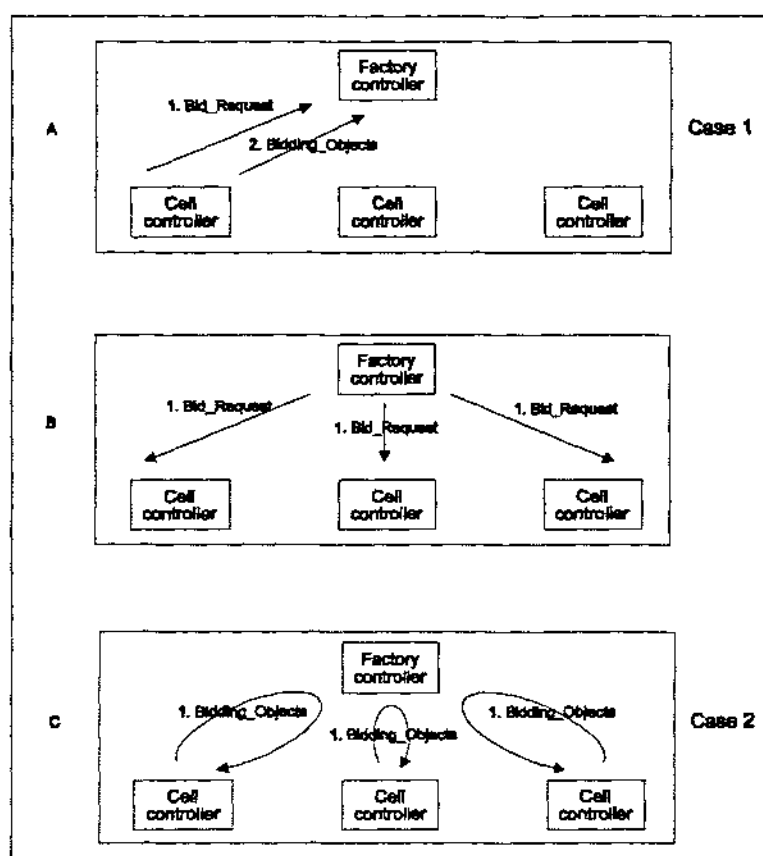 Factory
controller
1. Bid_Request
A
Case 1
2. Bidding_Objects
Cell
controller
Cell
controller
Cell
controller
Factory
controller
1. Bid_Request
1. Bid_Request
B
1. Bid_Request
Cell
controller
Cell
controller
Cell
controller
Factory
controller
1. Bidding_Objects
1. Bidding_Objects
C
Case 2
1. Bidding_Objects
Cell
controller
Cell
controller
Cell
controller